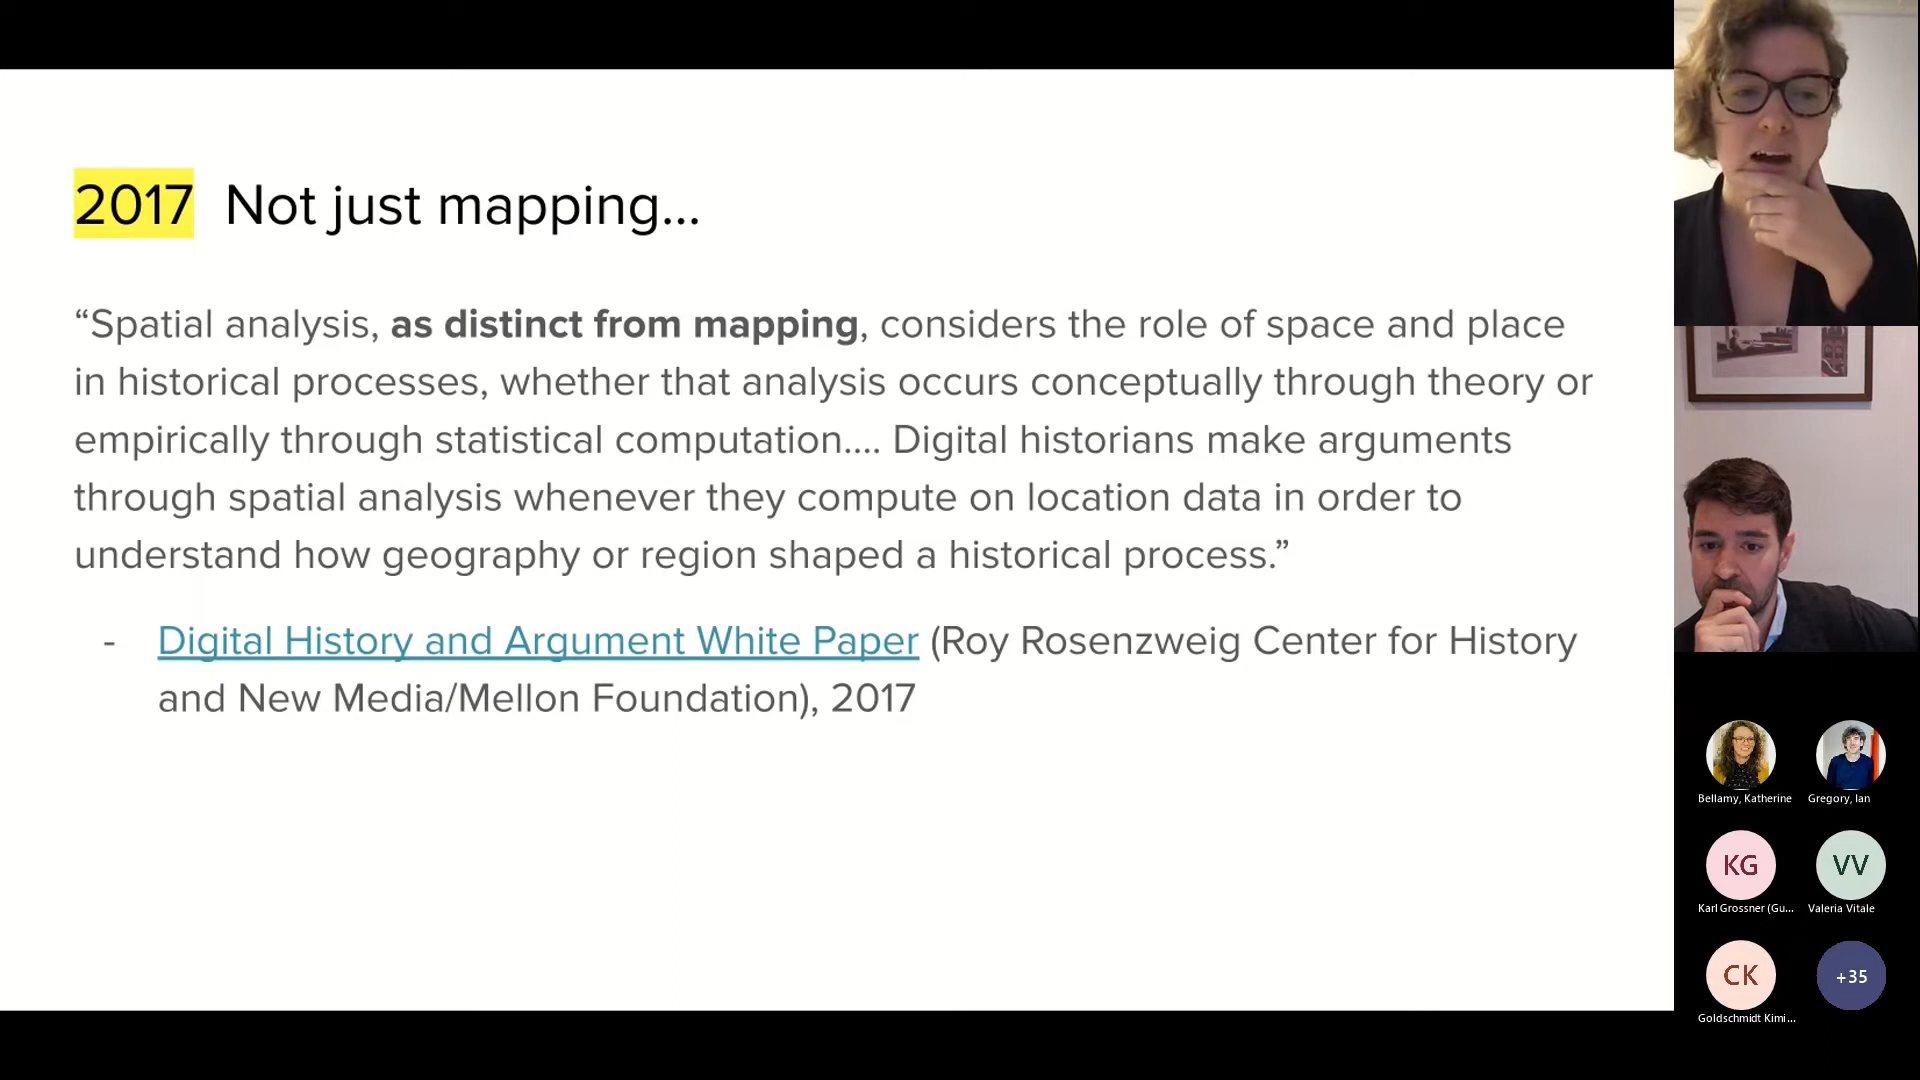 2017 Not just mapping...
“Spatial analysis, as distinct from mapping, considers the role of space and place
in historical processes, whether that analysis occurs conceptually through theory or
empirically through statistical computation.... Digital historians make arguments
through spatial analysis whenever they compute on location data in order to
understand how geography or region shaped a historical process.”
- Digital History and Argument White Paper (Roy Rosenzweig Center for History
and New Media/Mellon Foundation), 2017
Bellamy, Katherine
Gregory, Ian
KG
VV
Karl Grossner (Gu...
Valeria Vitale
CK
+35
Goldschmidt Kimi...